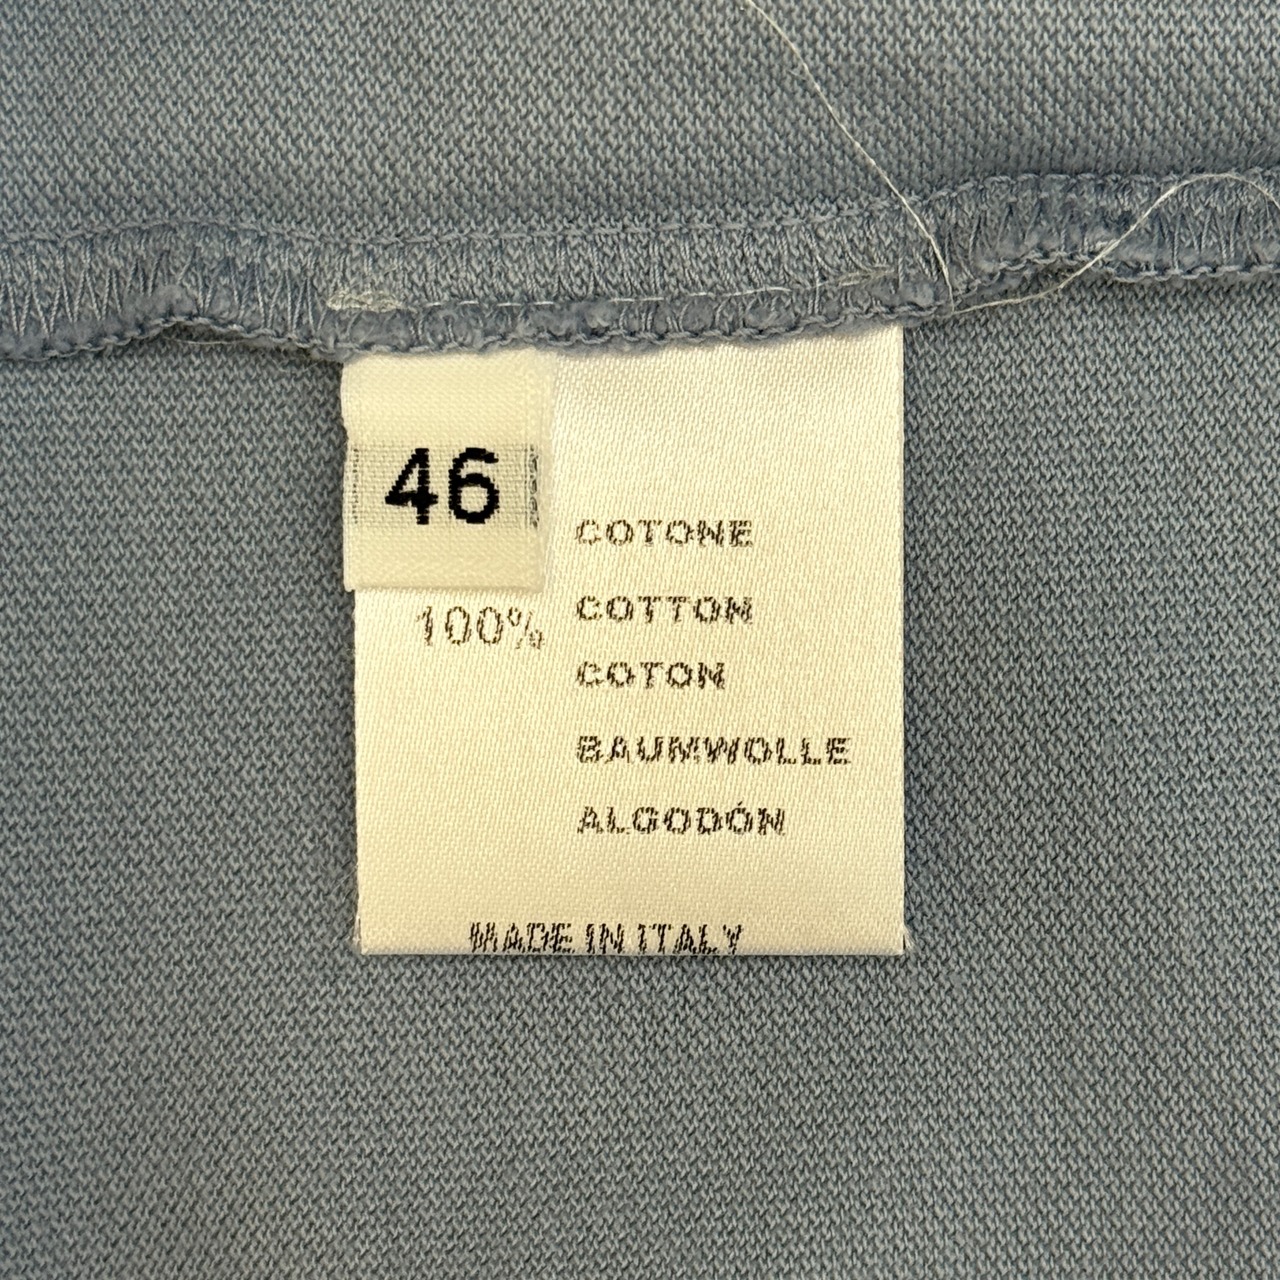 46
100%
COTONE
COTTON
COTON
BAUMWOLLE
ALGODÓN
MADE IN ITALY